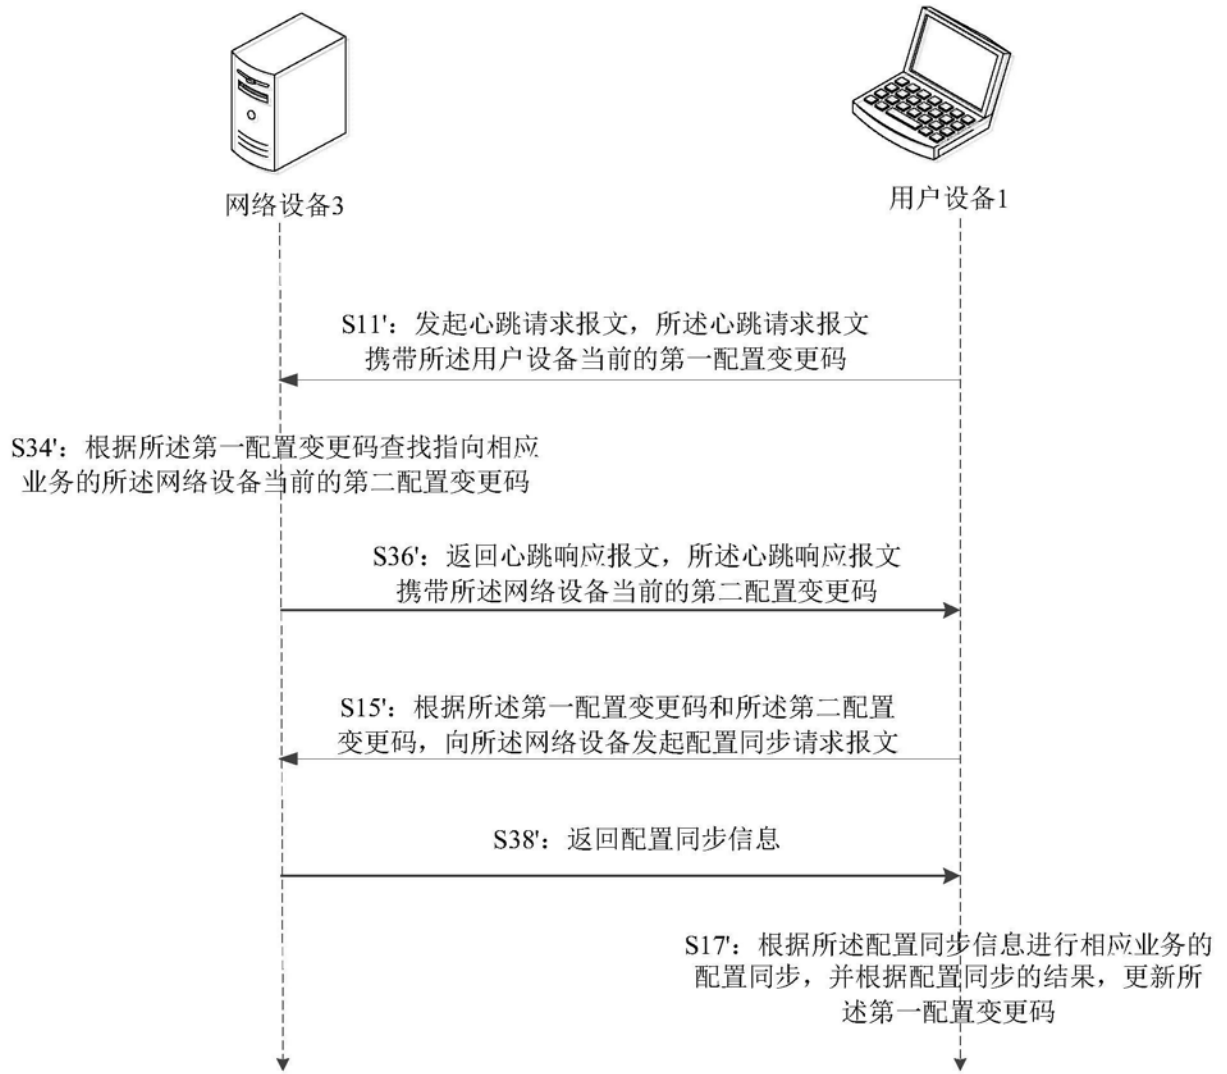 网络设备3
用户设备1
S11'：发起心跳请求报文，所述心跳请求报文
携带所述用户设备当前的第一配置变更码
S34'：根据所述第一配置变更码查找指向相应
业务的所述网络设备当前的第二配置变更码
S36'：返回心跳响应报文，所述心跳响应报文
携带所述网络设备当前的第二配置变更码
S15'：根据所述第一配置变更码和所述第二配置
变更码，向所述网络设备发起配置同步请求报文
S38'：返回配置同步信息
S17'：根据所述配置同步信息进行相应业务的
配置同步，并根据配置同步的结果，更新所
述第一配置变更码